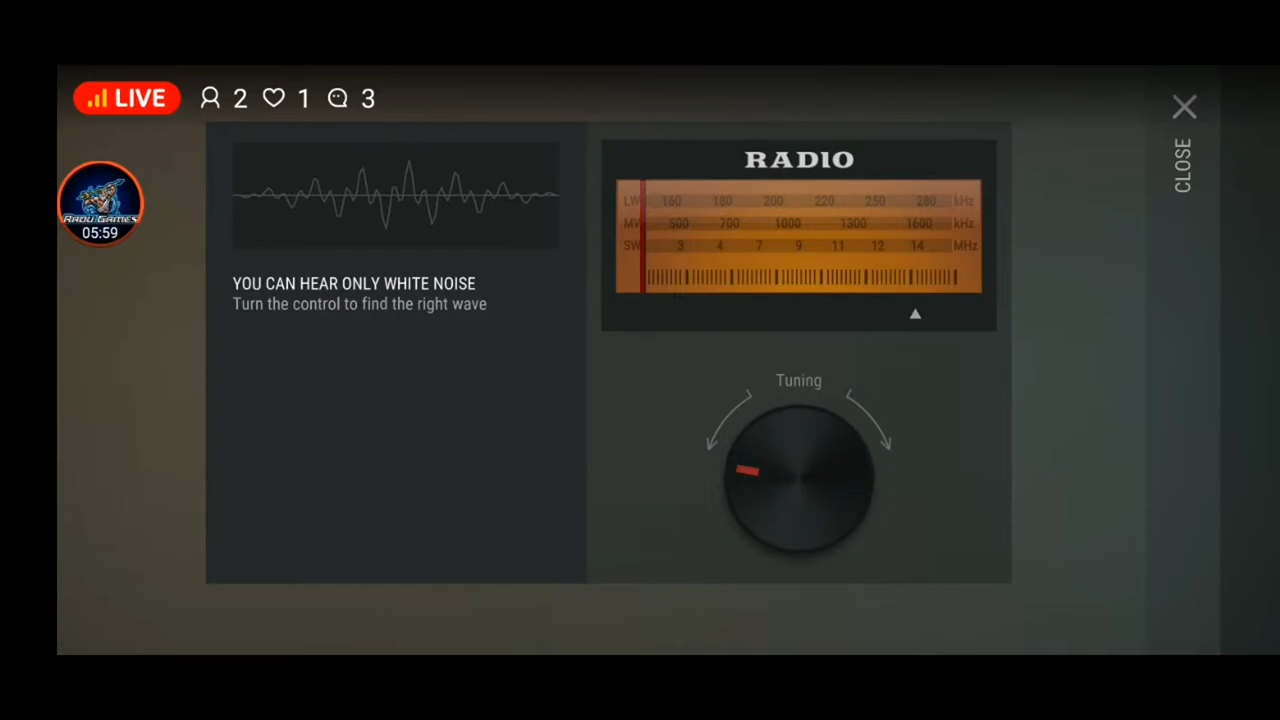 LIVE 2 1 3
CLOSE
RADU GAMES
05:59
YOU CAN HEAR ONLY WHITE NOISE
Turn the control to find the right wave
RADIO
LW 160 180 200 220 250 280 kHz
MW 500 700 1000 1300 1600 kHz
SW 3 4 7 9 11 12 14 MHz
Tuning